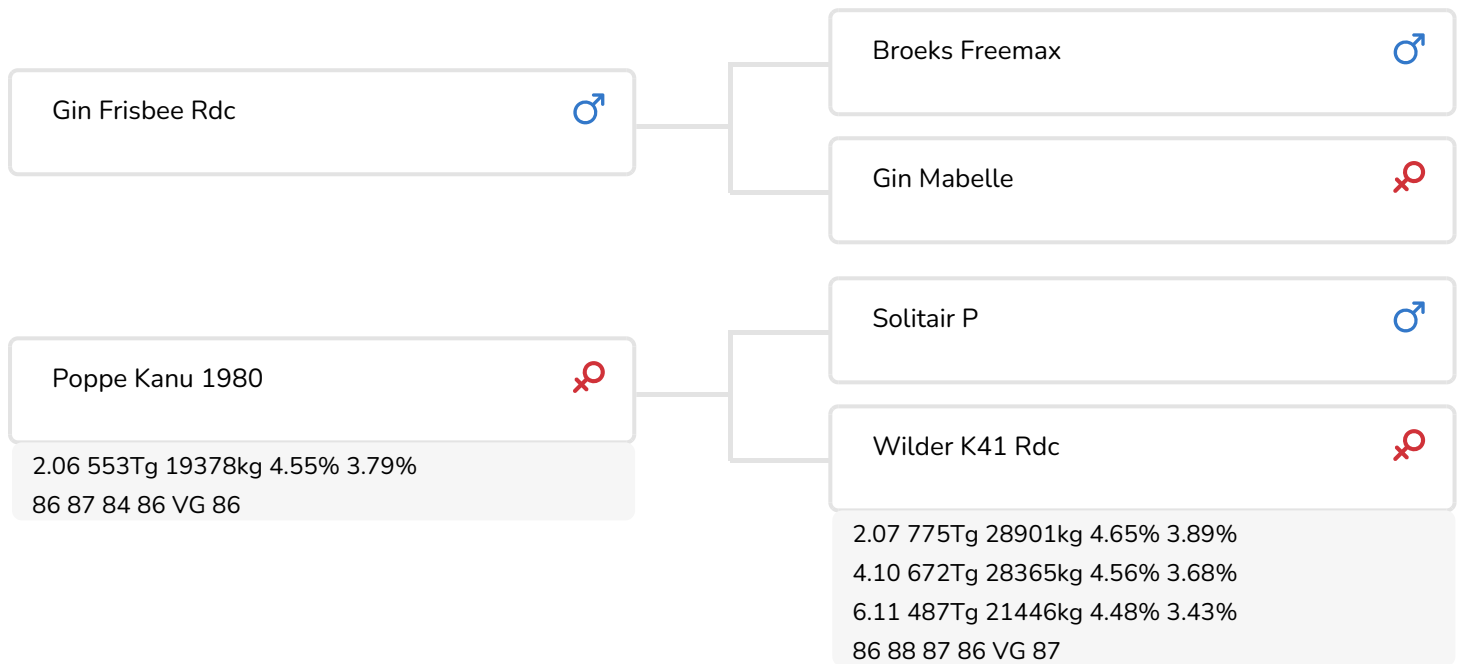 Gin Frisbee Rdc
Broeks Freemax
Gin Mabelle
Poppe Kanu 1980
2.06 553Tg 19378kg 4.55% 3.79%
86 87 84 86 VG 86
Solitair P
Wilder K41 Rdc
2.07 775Tg 28901kg 4.65% 3.89%
4.10 672Tg 28365kg 4.56% 3.68%
6.11 487Tg 21446kg 4.48% 3.43%
86 88 87 86 VG 87